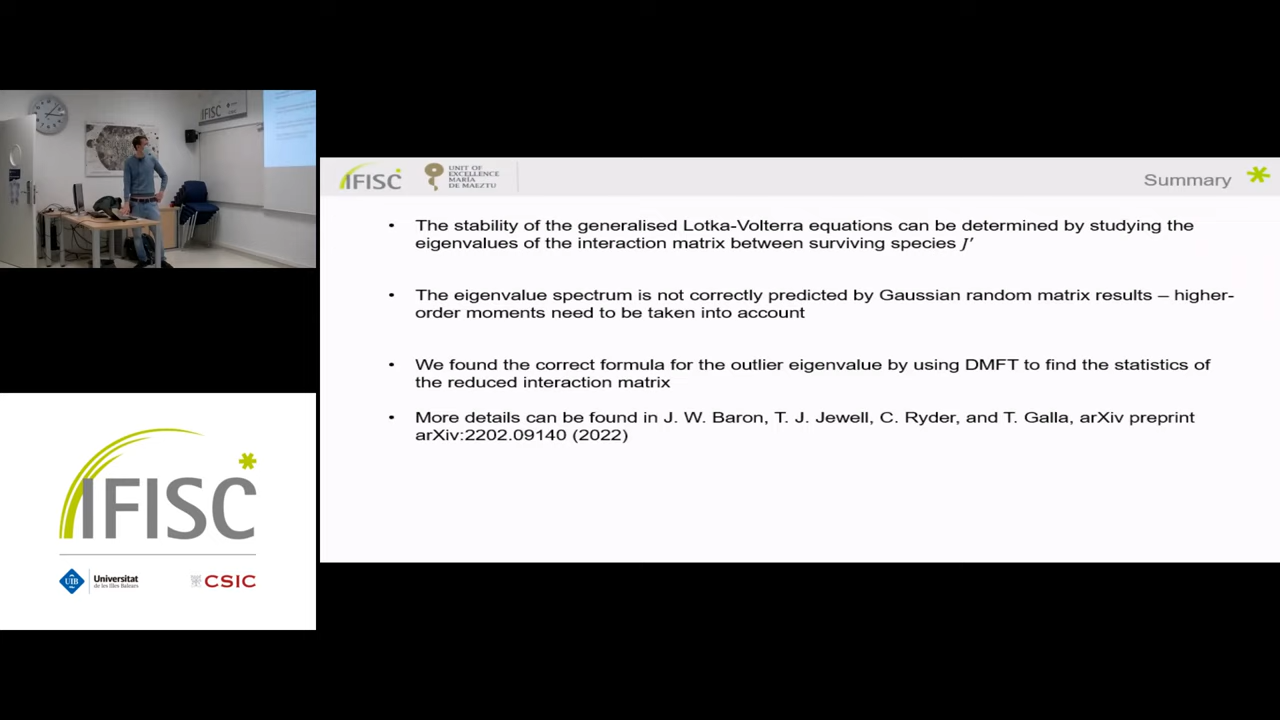 IFISC
IFISC
UNIT OF
EXCELLENCE
MARÍA
DE MAEZTU
Summary
• The stability of the generalised Lotka-Volterra equations can be determined by studying the
eigenvalues of the interaction matrix between surviving species J′
• The eigenvalue spectrum is not correctly predicted by Gaussian random matrix results – higher-
order moments need to be taken into account
• We found the correct formula for the outlier eigenvalue by using DMFT to find the statistics of
the reduced interaction matrix
• More details can be found in J. W. Baron, T. J. Jewell, C. Ryder, and T. Galla, arXiv preprint
arXiv:2202.09140 (2022)
IFISC
UIB
Universitat
de les Illes Balears
CSIC